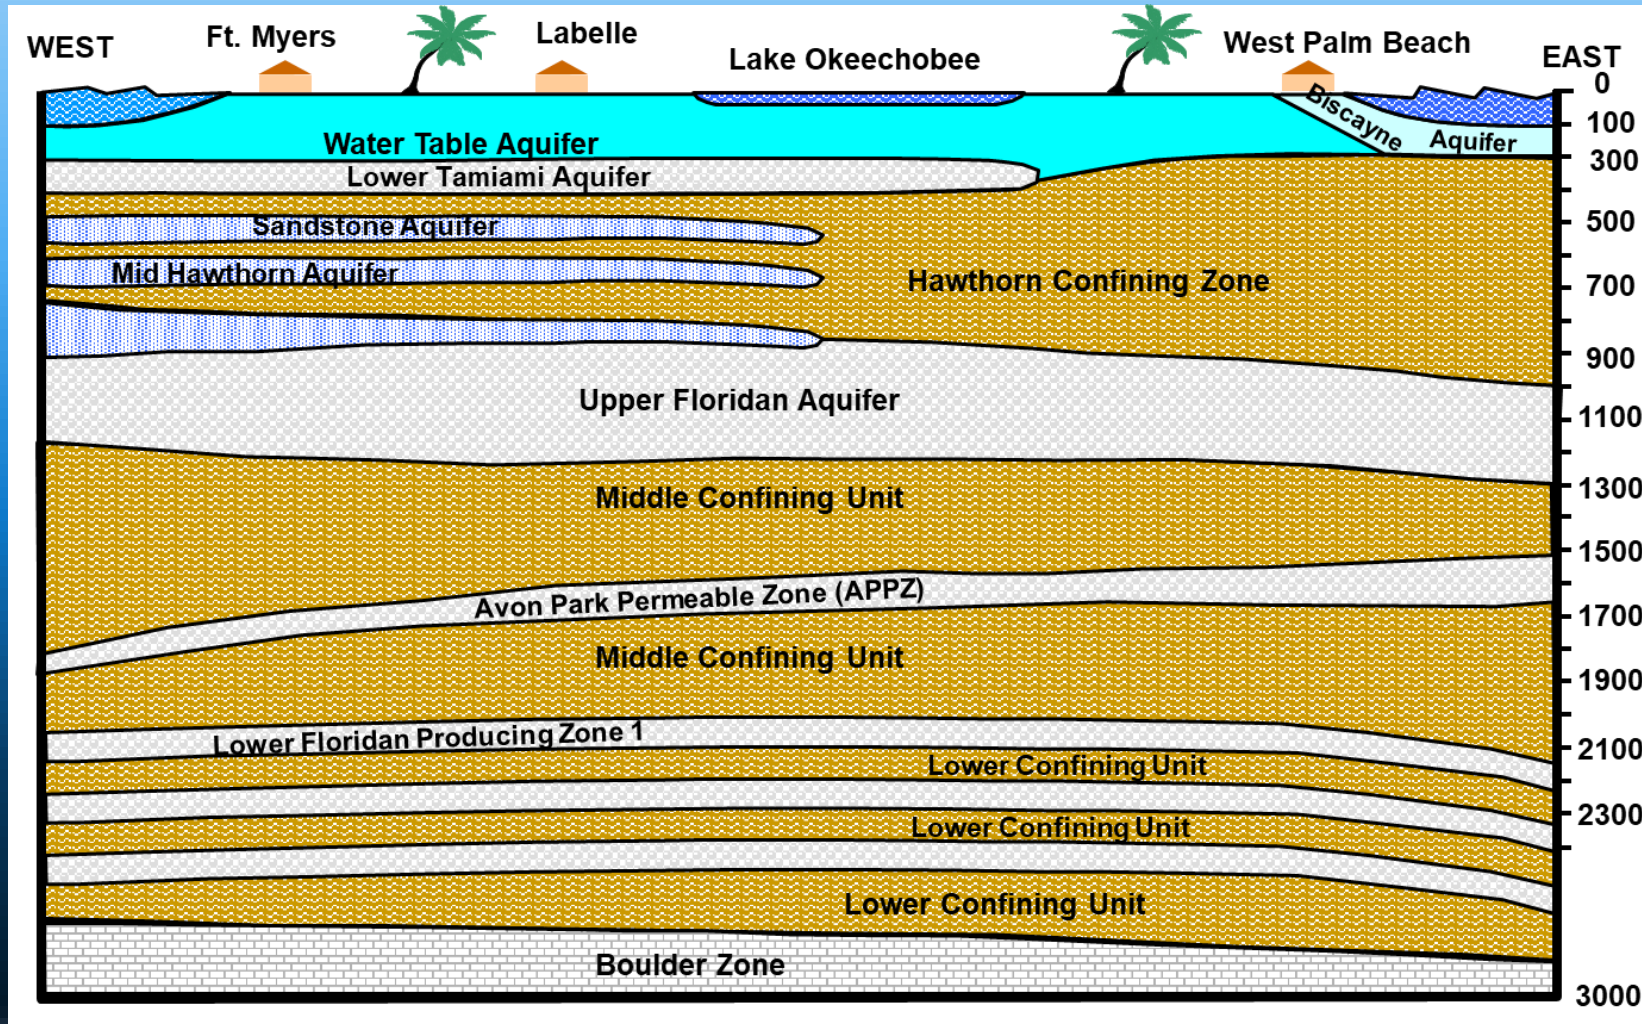 WEST
Ft. Myers
Labelle
Lake Okeechobee
West Palm Beach
EAST
0
Biscayne
Aquifer
100
Water Table Aquifer
300
Lower Tamiami Aquifer
500
Sandstone Aquifer
Mid Hawthorn Aquifer
Hawthorn Confining Zone
700
900
Upper Floridan Aquifer
1100
1300
Middle Confining Unit
1500
Avon Park Permeable Zone (APPZ)
1700
Middle Confining Unit
1900
Lower Floridan Producing Zone 1
2100
Lower Confining Unit
2300
Lower Confining Unit
Lower Confining Unit
Boulder Zone
3000